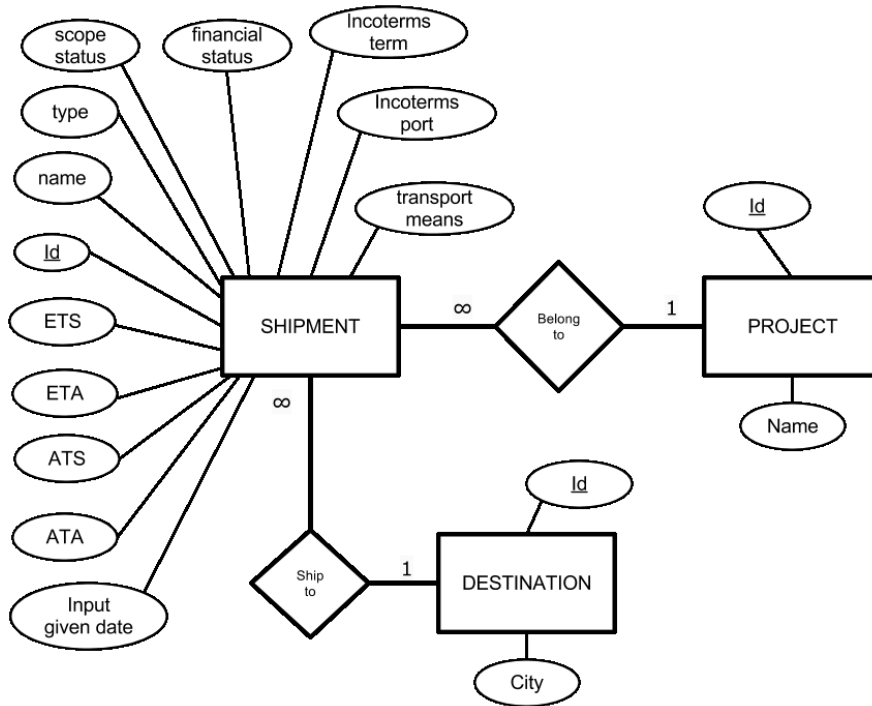 scope
status
financial
status
Incoterms
term
type
Incoterms
port
name
transport
means
Id
Id
ETS
SHIPMENT
∞
Belong
to
1
PROJECT
ETA
∞
Name
ATS
Id
ATA
Ship
to
1
DESTINATION
Input
given date
City